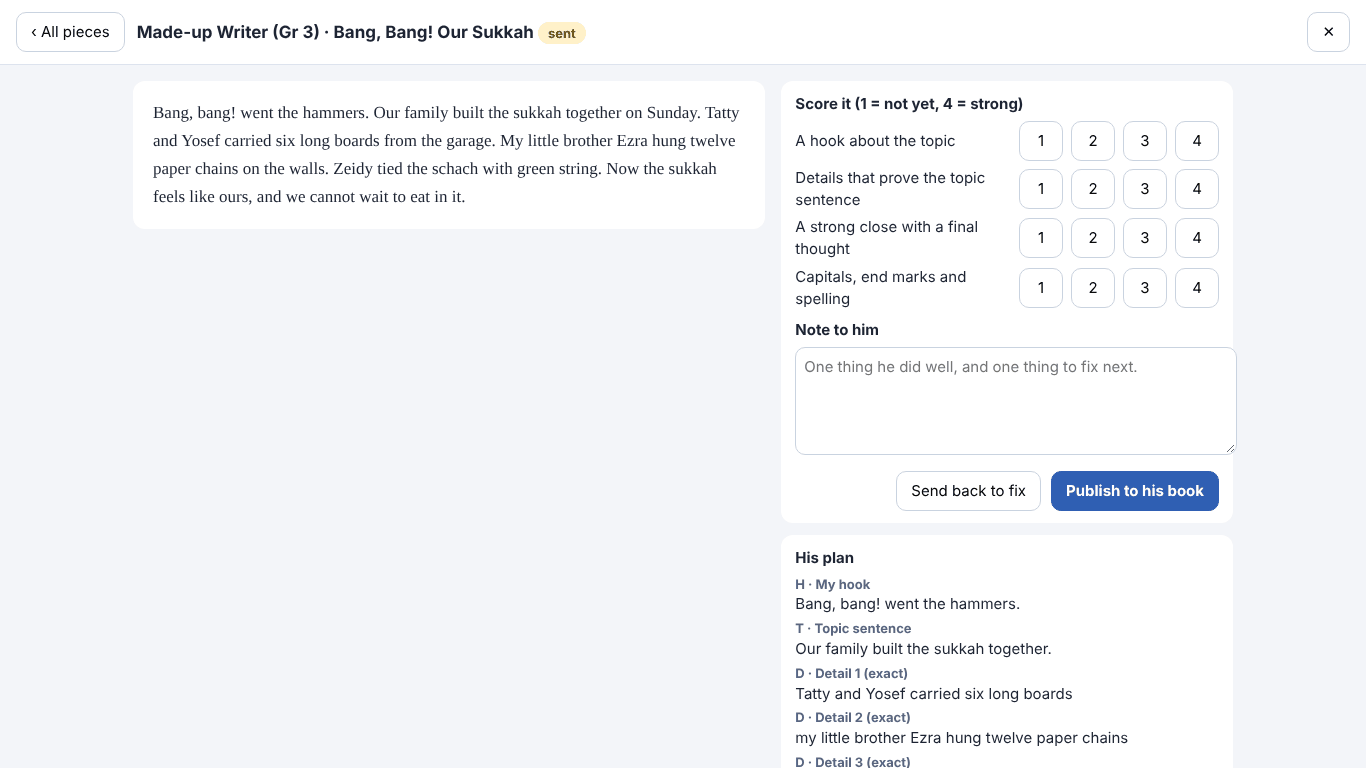 ‹ All pieces
Made-up Writer (Gr 3) · Bang, Bang! Our Sukkah sent
✕
Bang, bang! went the hammers. Our family built the sukkah together on Sunday. Tatty
and Yosef carried six long boards from the garage. My little brother Ezra hung twelve
paper chains on the walls. Zeidy tied the schach with green string. Now the sukkah
feels like ours, and we cannot wait to eat in it.
Score it (1 = not yet, 4 = strong)
A hook about the topic 1 2 3 4
Details that prove the topic
sentence 1 2 3 4
A strong close with a final
thought 1 2 3 4
Capitals, end marks and
spelling 1 2 3 4
Note to him
One thing he did well, and one thing to fix next.
Send back to fix Publish to his book
His plan
H · My hook
Bang, bang! went the hammers.
T · Topic sentence
Our family built the sukkah together.
D · Detail 1 (exact)
Tatty and Yosef carried six long boards
D · Detail 2 (exact)
my little brother Ezra hung twelve paper chains
D · Detail 3 (exact)